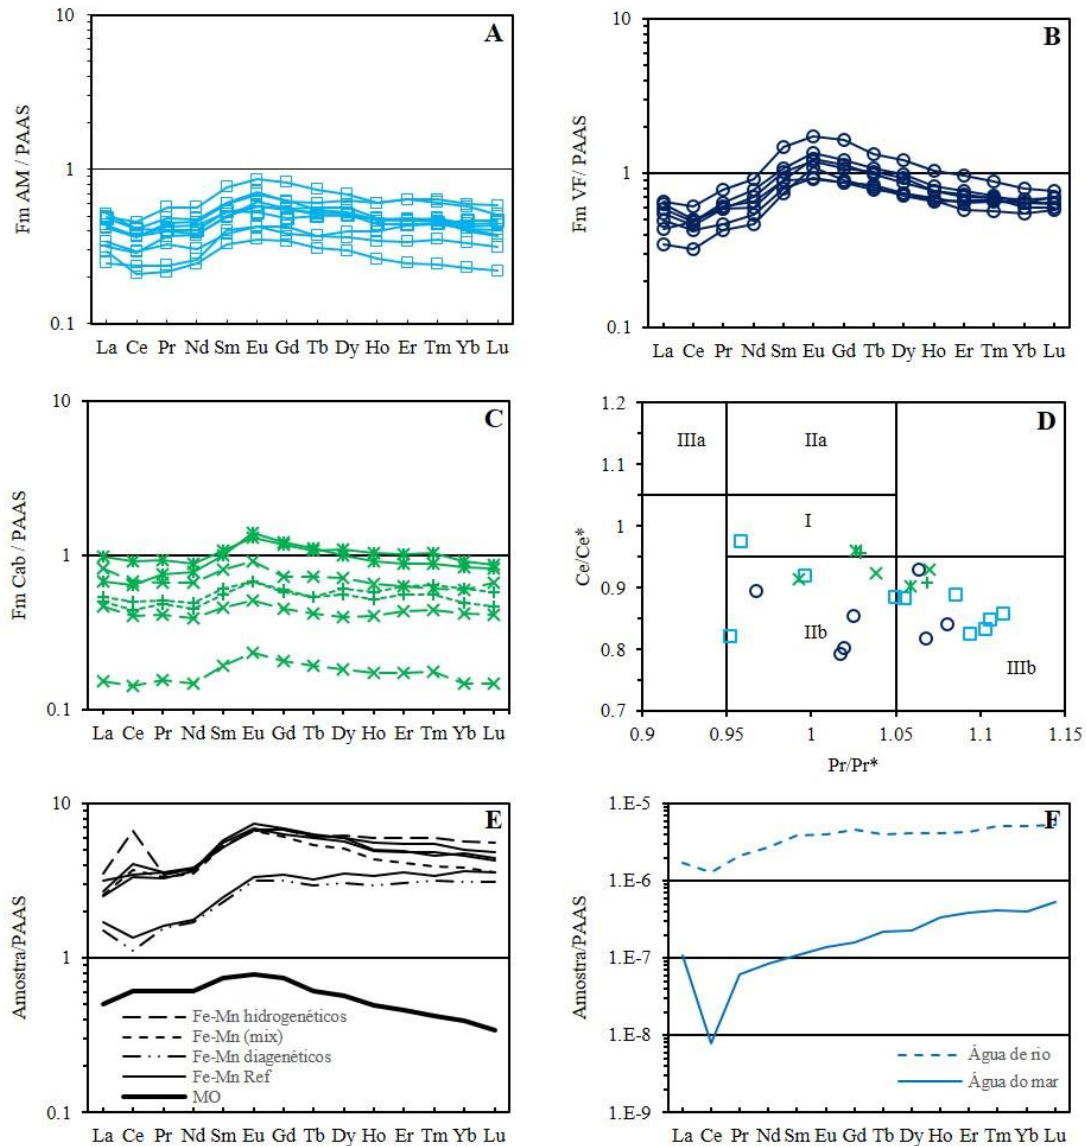 A
10
1
0.1
Fm AM / PAAS
La Ce Pr Nd Sm Eu Gd Tb Dy Ho Er Tm Yb Lu
B
10
1
0.1
Fm VF/ PAAS
La Ce Pr Nd Sm Eu Gd Tb Dy Ho Er Tm Yb Lu
C
10
1
0.1
Fm Cab / PAAS
La Ce Pr Nd Sm Eu Gd Tb Dy Ho Er Tm Yb Lu
D
1.2
1.1
1
0.9
0.8
0.7
Ce/Ce*
IIIa
IIa
I
IIb
IIIb
0.9 0.95 1 1.05 1.1 1.15
Pr/Pr*
E
10
1
0.1
Amostra/PAAS
Fe-Mn hidrogenéticos
Fe-Mn (mix)
Fe-Mn diagenéticos
Fe-Mn Ref
MO
La Ce Pr Nd Sm Eu Gd Tb Dy Ho Er Tm Yb Lu
F
1.E-5
1.E-6
1.E-7
1.E-8
1.E-9
Amostra/PAAS
Água de rio
Água do mar
La Ce Pr Nd Sm Eu Gd Tb Dy Ho Er Tm Yb Lu